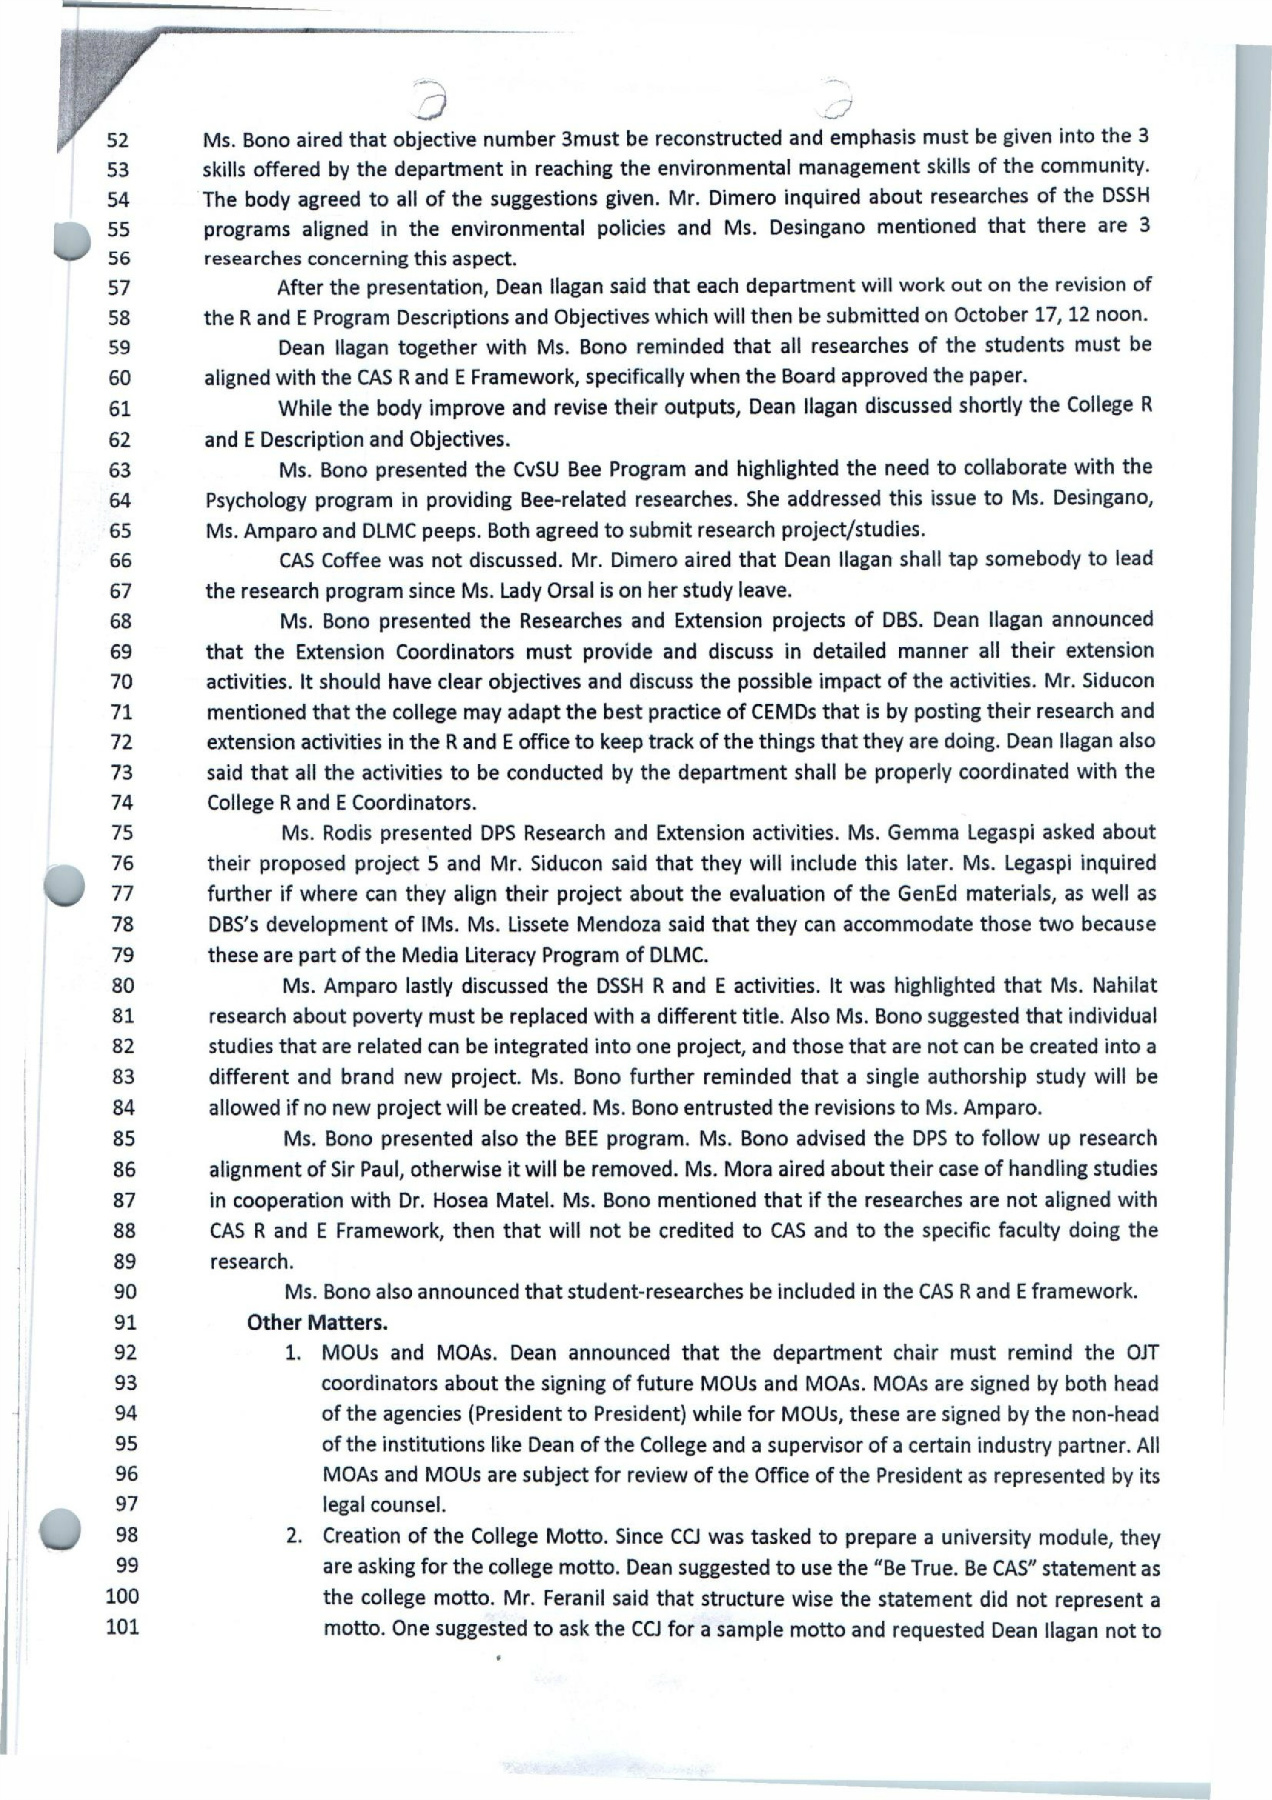 52 Ms. Bono aired that objective number 3must be reconstructed and emphasis must be given into the 3
53 skills offered by the department in reaching the environmental management skills of the community.
54 The body agreed to all of the suggestions given. Mr. Dimero inquired about researches of the DSSH
55 programs aligned in the environmental policies and Ms. Desingano mentioned that there are 3
56 researches concerning this aspect.
57 After the presentation, Dean Ilagan said that each department will work out on the revision of
58 the R and E Program Descriptions and Objectives which will then be submitted on October 17, 12 noon.
59 Dean Ilagan together with Ms. Bono reminded that all researches of the students must be
60 aligned with the CAS R and E Framework, specifically when the Board approved the paper.
61 While the body improve and revise their outputs, Dean Ilagan discussed shortly the College R
62 and E Description and Objectives.
63 Ms. Bono presented the CvSU Bee Program and highlighted the need to collaborate with the
64 Psychology program in providing Bee-related researches. She addressed this issue to Ms. Desingano,
65 Ms. Amparo and DLMC peeps. Both agreed to submit research project/studies.
66 CAS Coffee was not discussed. Mr. Dimero aired that Dean Ilagan shall tap somebody to lead
67 the research program since Ms. Lady Orsal is on her study leave.
68 Ms. Bono presented the Researches and Extension projects of DBS. Dean Ilagan announced
69 that the Extension Coordinators must provide and discuss in detailed manner all their extension
70 activities. It should have clear objectives and discuss the possible impact of the activities. Mr. Siducon
71 mentioned that the college may adapt the best practice of CEMDs that is by posting their research and
72 extension activities in the R and E office to keep track of the things that they are doing. Dean Ilagan also
73 said that all the activities to be conducted by the department shall be properly coordinated with the
74 College R and E Coordinators.
75 Ms. Rodis presented DPS Research and Extension activities. Ms. Gemma Legaspi asked about
76 their proposed project 5 and Mr. Siducon said that they will include this later. Ms. Legaspi inquired
77 further if where can they align their project about the evaluation of the GenEd materials, as well as
78 DBS's development of IMs. Ms. Lissete Mendoza said that they can accommodate those two because
79 these are part of the Media Literacy Program of DLMC.
80 Ms. Amparo lastly discussed the DSSH R and E activities. It was highlighted that Ms. Nahilat
81 research about poverty must be replaced with a different title. Also Ms. Bono suggested that individual
82 studies that are related can be integrated into one project, and those that are not can be created into a
83 different and brand new project. Ms. Bono further reminded that a single authorship study will be
84 allowed if no new project will be created. Ms. Bono entrusted the revisions to Ms. Amparo.
85 Ms. Bono presented also the BEE program. Ms. Bono advised the DPS to follow up research
86 alignment of Sir Paul, otherwise it will be removed. Ms. Mora aired about their case of handling studies
87 in cooperation with Dr. Hosea Matel. Ms. Bono mentioned that if the researches are not aligned with
88 CAS R and E Framework, then that will not be credited to CAS and to the specific faculty doing the
89 research.
90 Ms. Bono also announced that student-researches be included in the CAS R and E framework.
91 Other Matters.
92 1. MOUs and MOAs. Dean announced that the department chair must remind the OJT
93 coordinators about the signing of future MOUs and MOAs. MOAs are signed by both head
94 of the agencies (President to President) while for MOUs, these are signed by the non-head
95 of the institutions like Dean of the College and a supervisor of a certain industry partner. All
96 MOAs and MOUs are subject for review of the Office of the President as represented by its
97 legal counsel.
98 2. Creation of the College Motto. Since CCJ was tasked to prepare a university module, they
99 are asking for the college motto. Dean suggested to use the "Be True. Be CAS" statement as
100 the college motto. Mr. Feranil said that structure wise the statement did not represent a
101 motto. One suggested to ask the CCJ for a sample motto and requested Dean Ilagan not to